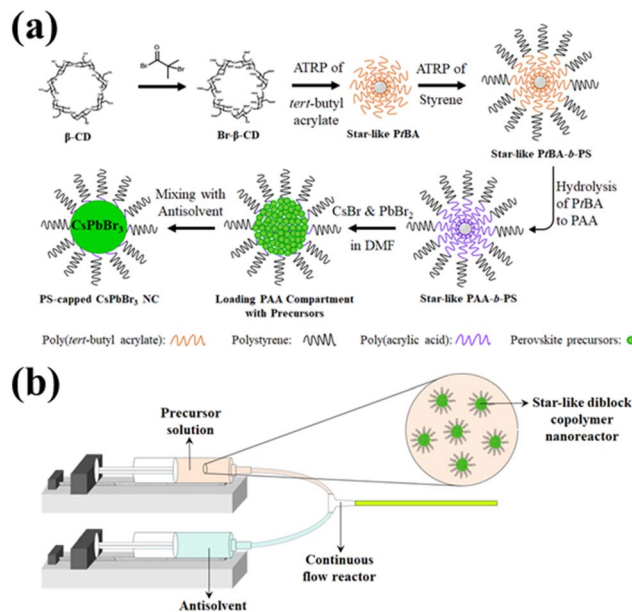 (a)
O
Br
Br
β-CD
Br-β-CD
ATRP of
tert-butyl
acrylate
Star-like PtBA
ATRP of
Styrene
Star-like PtBA-b-PS
Hydrolysis
of PtBA
to PAA
Star-like PAA-b-PS
CsBr & PbBr₂
in DMF
Loading PAA Compartment
with Precursors
Mixing with
Antisolvent
CsPbBr₃
PS-capped CsPbBr₃ NC
Poly(tert-butyl acrylate): Polystyrene: Poly(acrylic acid): Perovskite precursors:
(b)
Precursor
solution
Star-like diblock
copolymer
nanoreactor
Continuous
flow reactor
Antisolvent